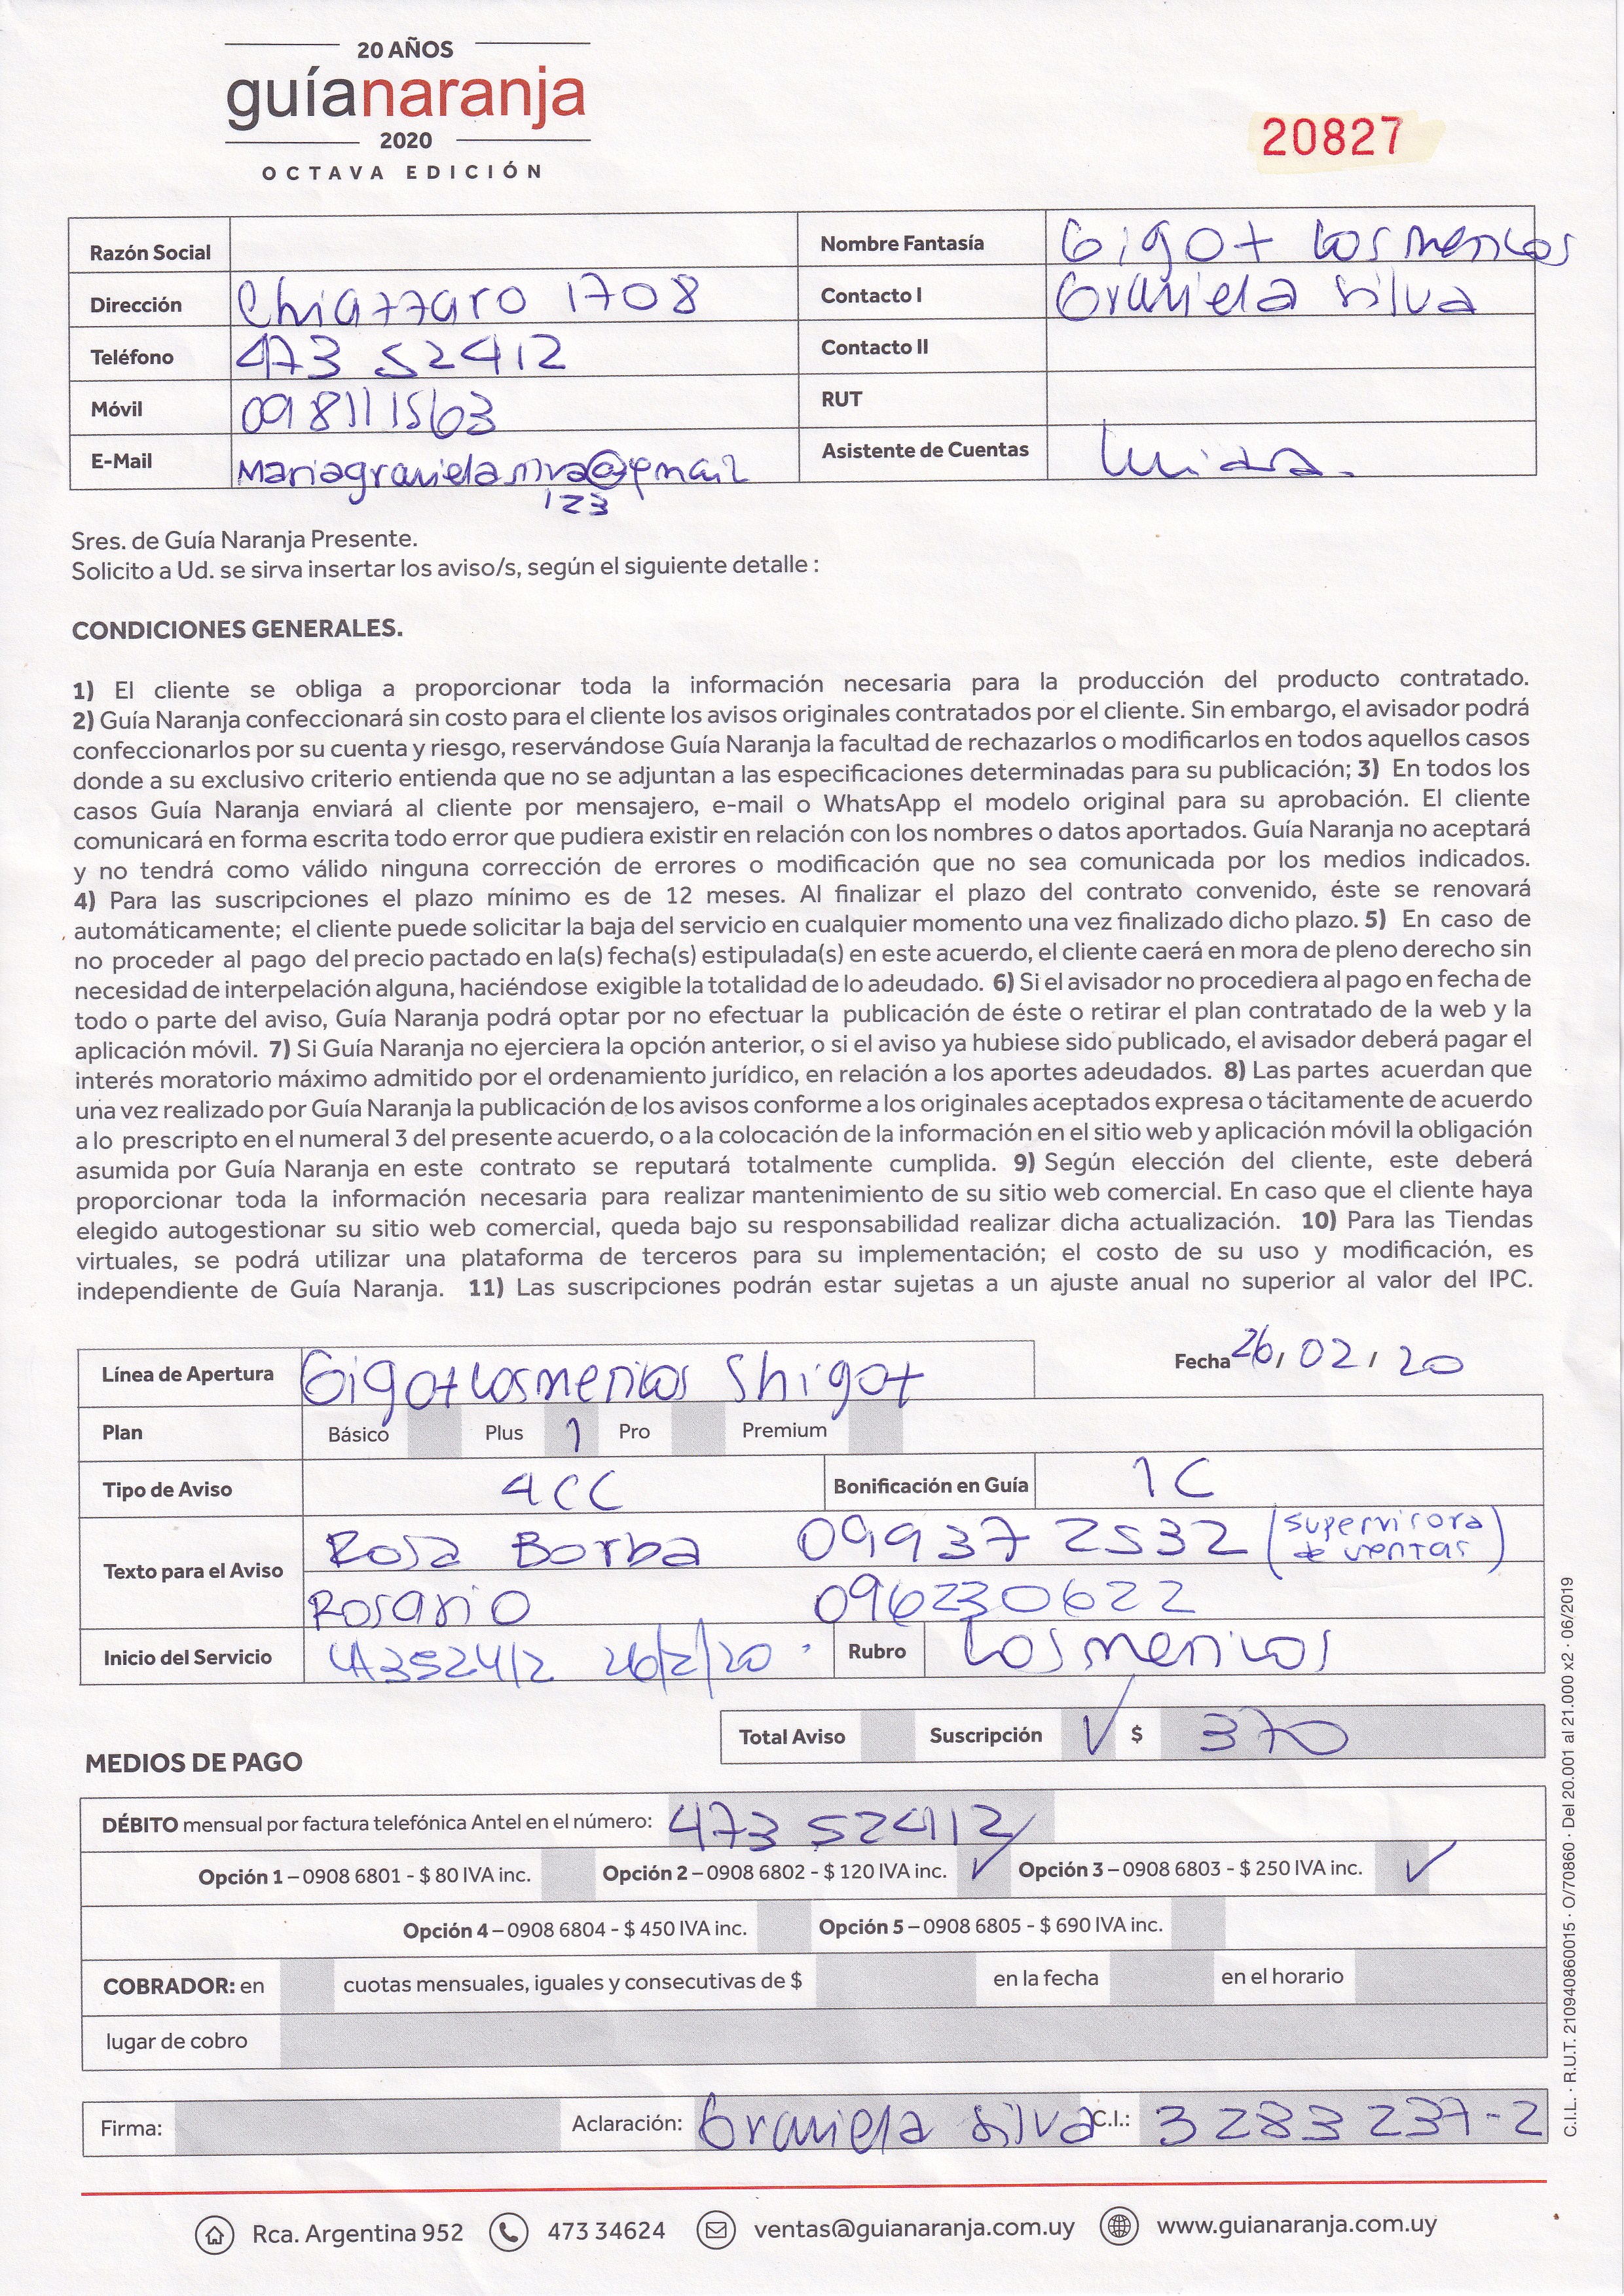 20 AÑOS
guíanaranja
2020
OCTAVA EDICIÓN
20827
Razón Social
Nombre Fantasía Gigot Cosmeticos
Dirección Chiazzaro 1708
Contacto I Graciela Silva
Teléfono 473 52412
Contacto II
Móvil 098111563
RUT
E-Mail Mariagracielasilva@gmail
123
Asistente de Cuentas
Sres. de Guía Naranja Presente.
Solicito a Ud. se sirva insertar los aviso/s, según el siguiente detalle :
CONDICIONES GENERALES.
1) El cliente se obliga a proporcionar toda la información necesaria para la producción del producto contratado.
2) Guía Naranja confeccionará sin costo para el cliente los avisos originales contratados por el cliente. Sin embargo, el avisador podrá
confeccionarlos por su cuenta y riesgo, reservándose Guía Naranja la facultad de rechazarlos o modificarlos en todos aquellos casos
donde a su exclusivo criterio entienda que no se adjuntan a las especificaciones determinadas para su publicación; 3) En todos los
casos Guía Naranja enviará al cliente por mensajero, e-mail o WhatsApp el modelo original para su aprobación. El cliente
comunicará en forma escrita todo error que pudiera existir en relación con los nombres o datos aportados. Guía Naranja no aceptará
y no tendrá como válido ninguna corrección de errores o modificación que no sea comunicada por los medios indicados.
4) Para las suscripciones el plazo mínimo es de 12 meses. Al finalizar el plazo del contrato convenido, éste se renovará
automáticamente; el cliente puede solicitar la baja del servicio en cualquier momento una vez finalizado dicho plazo. 5) En caso de
no proceder al pago del precio pactado en la(s) fecha(s) estipulada(s) en este acuerdo, el cliente caerá en mora de pleno derecho sin
necesidad de interpelación alguna, haciéndose exigible la totalidad de lo adeudado. 6) Si el avisador no procediera al pago en fecha de
todo o parte del aviso, Guía Naranja podrá optar por no efectuar la publicación de éste o retirar el plan contratado de la web y la
aplicación móvil. 7) Si Guía Naranja no ejerciera la opción anterior, o si el aviso ya hubiese sido publicado, el avisador deberá pagar el
interés moratorio máximo admitido por el ordenamiento jurídico, en relación a los aportes adeudados. 8) Las partes acuerdan que
una vez realizado por Guía Naranja la publicación de los avisos conforme a los originales aceptados expresa o tácitamente de acuerdo
a lo prescripto en el numeral 3 del presente acuerdo, o a la colocación de la información en el sitio web y aplicación móvil la obligación
asumida por Guía Naranja en este contrato se reputará totalmente cumplida. 9) Según elección del cliente, este deberá
proporcionar toda la información necesaria para realizar mantenimiento de su sitio web comercial. En caso que el cliente haya
elegido autogestionar su sitio web comercial, queda bajo su responsabilidad realizar dicha actualización. 10) Para las Tiendas
virtuales, se podrá utilizar una plataforma de terceros para su implementación; el costo de su uso y modificación, es
independiente de Guía Naranja. 11) Las suscripciones podrán estar sujetas a un ajuste anual no superior al valor del IPC.
Línea de Apertura Gigot Cosmeticos Shigot
Fecha 26/ 02 / 20
Plan Básico Plus 1 Pro Premium
Tipo de Aviso 4CC Bonificación en Guía 1C
Texto para el Aviso Rosa Borba 099372532 (supervisora de ventas)
Rosario 096230622
Inicio del Servicio 47352412 26/2/20 Rubro Cosmeticos
Total Aviso Suscripción ✓ $ 370
MEDIOS DE PAGO
DÉBITO mensual por factura telefónica Antel en el número: 473 52412
Opción 1 – 0908 6801 - $ 80 IVA inc. Opción 2 – 0908 6802 - $ 120 IVA inc. ✓ Opción 3 – 0908 6803 - $ 250 IVA inc. ✓
Opción 4 – 0908 6804 - $ 450 IVA inc. Opción 5 – 0908 6805 - $ 690 IVA inc.
COBRADOR: en cuotas mensuales, iguales y consecutivas de $ en la fecha en el horario
lugar de cobro
Firma: Aclaración: Graciela Silva C.I.: 3283237-2
Rca. Argentina 952 473 34624 ventas@guianaranja.com.uy www.guianaranja.com.uy
C.I.L. · R.U.T. 210940860015 · O/70860 · Del 20.001 al 21.000 x2 · 06/2019